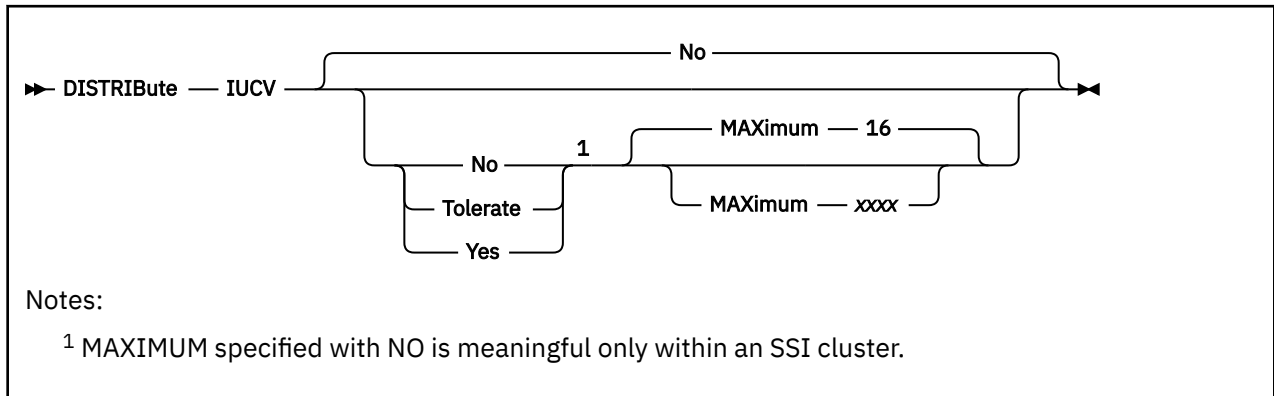 No
DISTRIBute IUCV
MAXimum 16
No 1
Tolerate MAXimum xxxx
Yes
Notes:
1 MAXIMUM specified with NO is meaningful only within an SSI cluster.